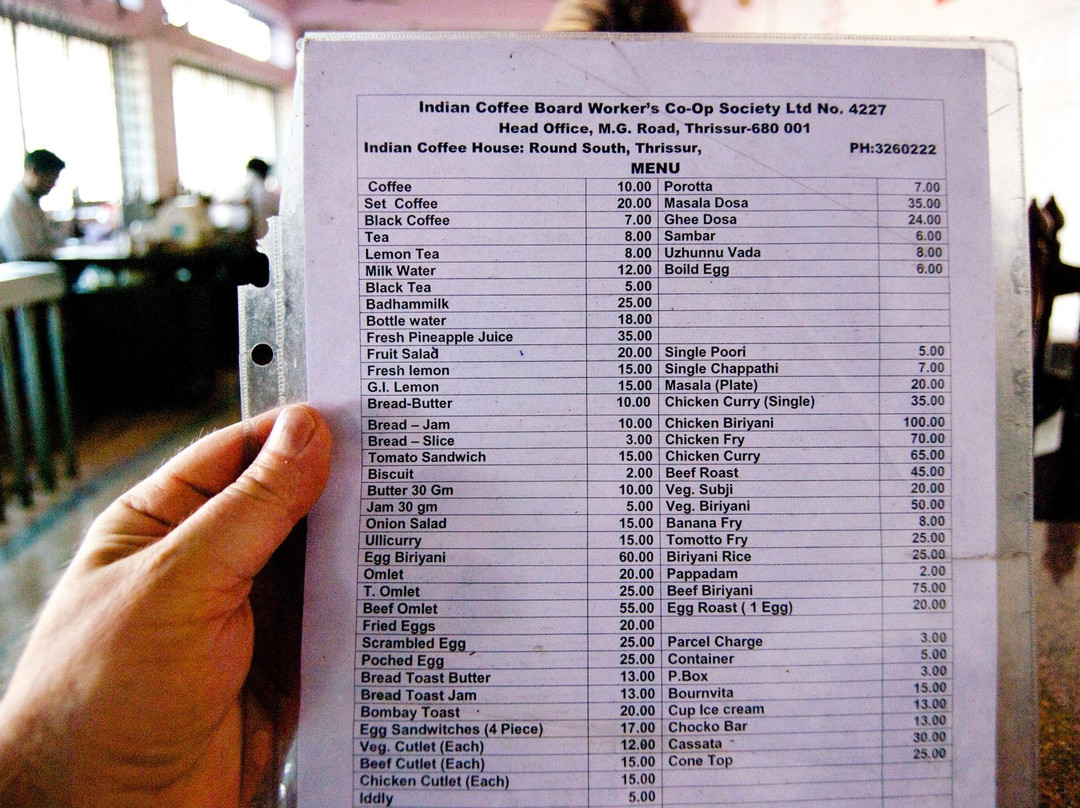 Indian Coffee Board Worker's Co-Op Society Ltd No. 4227
Head Office, M.G. Road, Thrissur-680 001
Indian Coffee House: Round South, Thrissur, PH:3260222
MENU
Coffee 10.00 Porotta 7.00
Set Coffee 20.00 Masala Dosa 35.00
Black Coffee 7.00 Ghee Dosa 24.00
Tea 8.00 Sambar 6.00
Lemon Tea 8.00 Uzhunnu Vada 8.00
Milk Water 12.00 Boild Egg 6.00
Black Tea 5.00
Badhammilk 25.00
Bottle water 18.00
Fresh Pineapple Juice 35.00
Fruit Salad 20.00 Single Poori 5.00
Fresh lemon 15.00 Single Chappathi 7.00
G.I. Lemon 15.00 Masala (Plate) 20.00
Bread-Butter 10.00 Chicken Curry (Single) 35.00
Bread – Jam 10.00 Chicken Biriyani 100.00
Bread – Slice 3.00 Chicken Fry 70.00
Tomato Sandwich 15.00 Chicken Curry 65.00
Biscuit 2.00 Beef Roast 45.00
Butter 30 Gm 10.00 Veg. Subji 20.00
Jam 30 gm 5.00 Veg. Biriyani 50.00
Onion Salad 15.00 Banana Fry 8.00
Ullicurry 15.00 Tomotto Fry 25.00
Egg Biriyani 60.00 Biriyani Rice 25.00
Omlet 20.00 Pappadam 2.00
T. Omlet 25.00 Beef Biriyani 75.00
Beef Omlet 55.00 Egg Roast ( 1 Egg) 20.00
Fried Eggs 20.00
Scrambled Egg 25.00 Parcel Charge 3.00
Poched Egg 25.00 Container 5.00
Bread Toast Butter 13.00 P.Box 3.00
Bread Toast Jam 13.00 Bournvita 15.00
Bombay Toast 20.00 Cup Ice cream 13.00
Egg Sandwitches (4 Piece) 17.00 Chocko Bar 13.00
Veg. Cutlet (Each) 12.00 Cassata 30.00
Beef Cutlet (Each) 15.00 Cone Top 25.00
Chicken Cutlet (Each) 15.00
Iddly 5.00